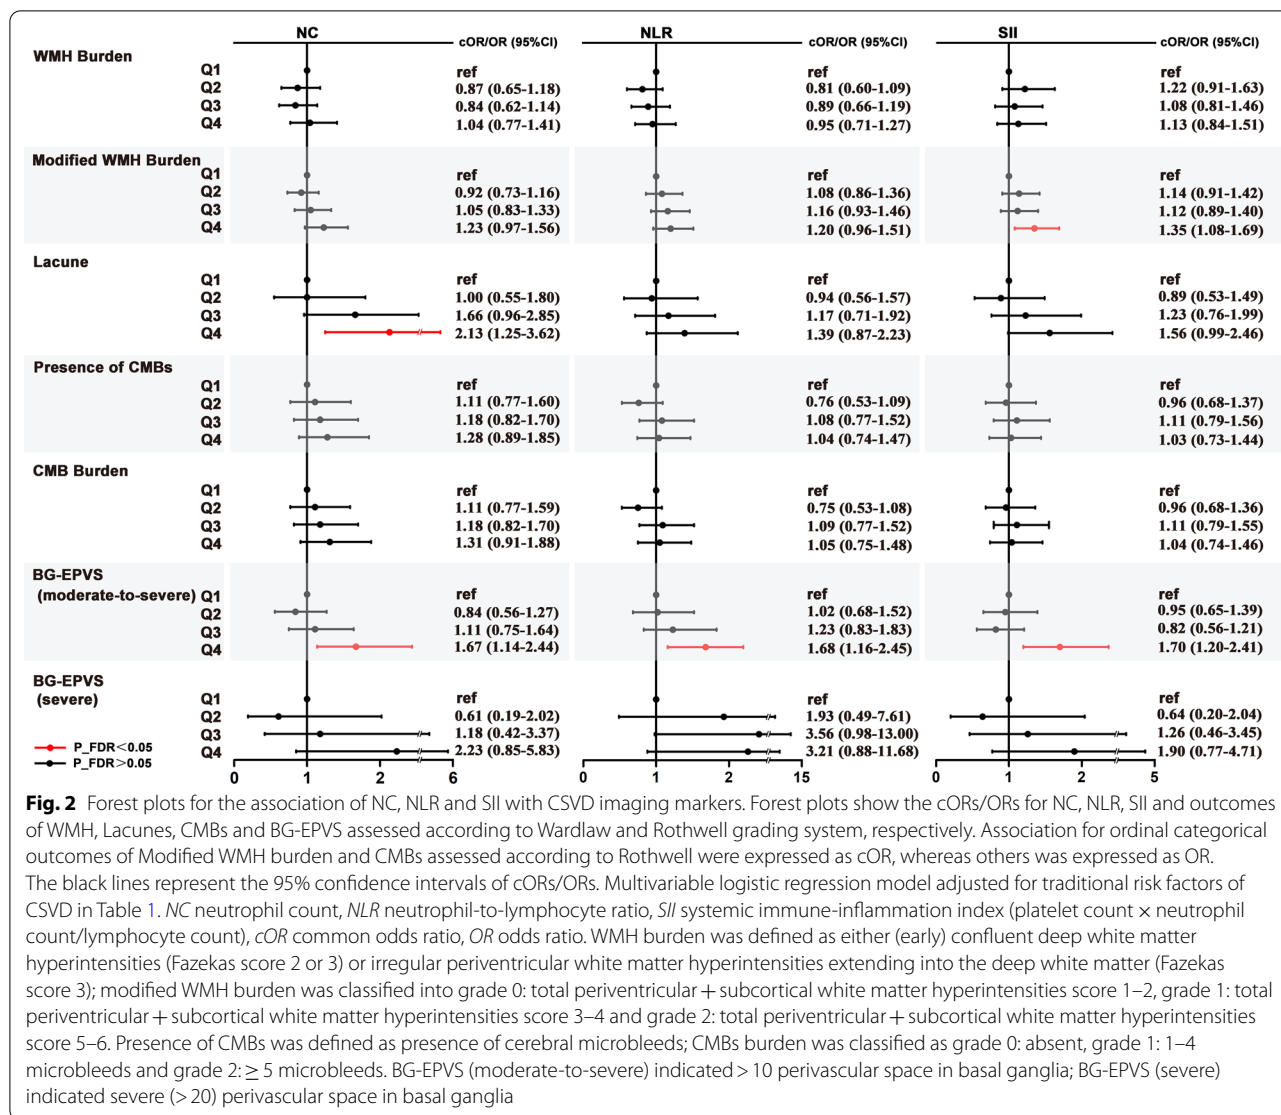 NC cOR/OR (95%CI) NLR cOR/OR (95%CI) SII cOR/OR (95%CI)
WMH Burden
Q1 ref ref ref
Q2 0.87 (0.65-1.18) 0.81 (0.60-1.09) 1.22 (0.91-1.63)
Q3 0.84 (0.62-1.14) 0.89 (0.66-1.19) 1.08 (0.81-1.46)
Q4 1.04 (0.77-1.41) 0.95 (0.71-1.27) 1.13 (0.84-1.51)
Modified WMH Burden
Q1 ref ref ref
Q2 0.92 (0.73-1.16) 1.08 (0.86-1.36) 1.14 (0.91-1.42)
Q3 1.05 (0.83-1.33) 1.16 (0.93-1.46) 1.12 (0.89-1.40)
Q4 1.23 (0.97-1.56) 1.20 (0.96-1.51) 1.35 (1.08-1.69)
Lacune
Q1 ref ref ref
Q2 1.00 (0.55-1.80) 0.94 (0.56-1.57) 0.89 (0.53-1.49)
Q3 1.66 (0.96-2.85) 1.17 (0.71-1.92) 1.23 (0.76-1.99)
Q4 2.13 (1.25-3.62) 1.39 (0.87-2.23) 1.56 (0.99-2.46)
Presence of CMBs
Q1 ref ref ref
Q2 1.11 (0.77-1.60) 0.76 (0.53-1.09) 0.96 (0.68-1.37)
Q3 1.18 (0.82-1.70) 1.08 (0.77-1.52) 1.11 (0.79-1.56)
Q4 1.28 (0.89-1.85) 1.04 (0.74-1.47) 1.03 (0.73-1.44)
CMB Burden
Q1 ref ref ref
Q2 1.11 (0.77-1.59) 0.75 (0.53-1.08) 0.96 (0.68-1.36)
Q3 1.18 (0.82-1.70) 1.09 (0.77-1.52) 1.11 (0.79-1.55)
Q4 1.31 (0.91-1.88) 1.05 (0.75-1.48) 1.04 (0.74-1.46)
BG-EPVS
(moderate-to-severe) Q1 ref ref ref
Q2 0.84 (0.56-1.27) 1.02 (0.68-1.52) 0.95 (0.65-1.39)
Q3 1.11 (0.75-1.64) 1.23 (0.83-1.83) 0.82 (0.56-1.21)
Q4 1.67 (1.14-2.44) 1.68 (1.16-2.45) 1.70 (1.20-2.41)
BG-EPVS
(severe) Q1 ref ref ref
Q2 0.61 (0.19-2.02) 1.93 (0.49-7.61) 0.64 (0.20-2.04)
Q3 1.18 (0.42-3.37) 3.56 (0.98-13.00) 1.26 (0.46-3.45)
Q4 2.23 (0.85-5.83) 3.21 (0.88-11.68) 1.90 (0.77-4.71)
P_FDR<0.05
P_FDR>0.05
0 1 2 6 0 1 2 15 0 1 2 5
Fig. 2 Forest plots for the association of NC, NLR and SII with CSVD imaging markers. Forest plots show the cORs/ORs for NC, NLR, SII and outcomes
of WMH, Lacunes, CMBs and BG-EPVS assessed according to Wardlaw and Rothwell grading system, respectively. Association for ordinal categorical
outcomes of Modified WMH burden and CMBs assessed according to Rothwell were expressed as cOR, whereas others was expressed as OR.
The black lines represent the 95% confidence intervals of cORs/ORs. Multivariable logistic regression model adjusted for traditional risk factors of
CSVD in Table 1. NC neutrophil count, NLR neutrophil-to-lymphocyte ratio, SII systemic immune-inflammation index (platelet count × neutrophil
count/lymphocyte count), cOR common odds ratio, OR odds ratio. WMH burden was defined as either (early) confluent deep white matter
hyperintensities (Fazekas score 2 or 3) or irregular periventricular white matter hyperintensities extending into the deep white matter (Fazekas
score 3); modified WMH burden was classified into grade 0: total periventricular + subcortical white matter hyperintensities score 1–2, grade 1: total
periventricular + subcortical white matter hyperintensities score 3–4 and grade 2: total periventricular + subcortical white matter hyperintensities
score 5–6. Presence of CMBs was defined as presence of cerebral microbleeds; CMBs burden was classified as grade 0: absent, grade 1: 1–4
microbleeds and grade 2: ≥ 5 microbleeds. BG-EPVS (moderate-to-severe) indicated > 10 perivascular space in basal ganglia; BG-EPVS (severe)
indicated severe (> 20) perivascular space in basal ganglia